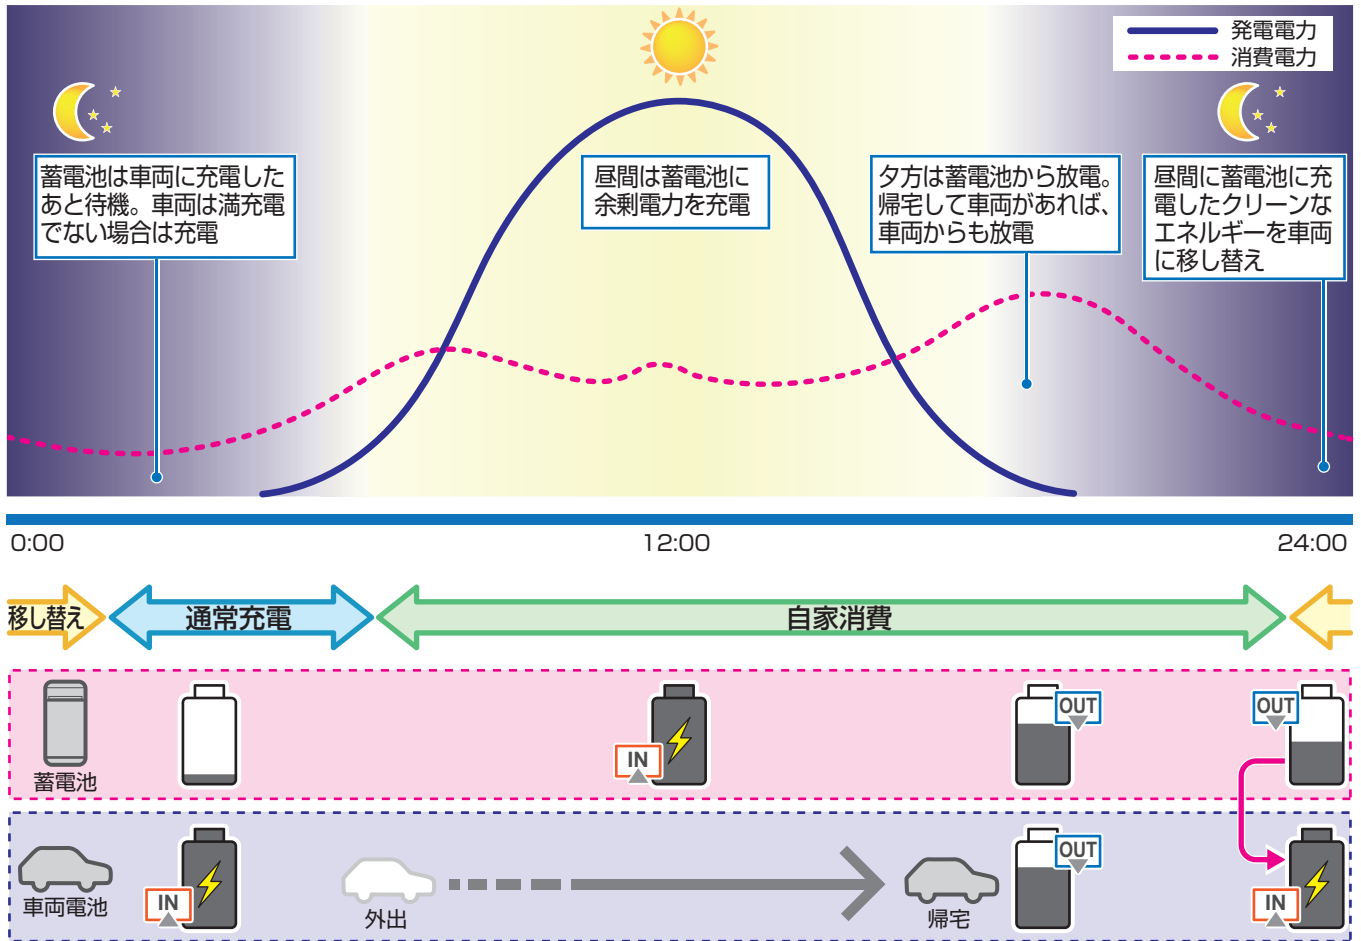 発電電力
消費電力
蓄電池は車両に充電した
あと待機。車両は満充電
でない場合は充電
昼間は蓄電池に
余剰電力を充電
夕方は蓄電池から放電。
帰宅して車両があれば、
車両からも放電
昼間に蓄電池に充
電したクリーンな
エネルギーを車両
に移し替え
0:00
12:00
24:00
移し替え
通常充電
自家消費
蓄電池
IN
OUT
OUT
車両電池
IN
外出
帰宅
OUT
IN